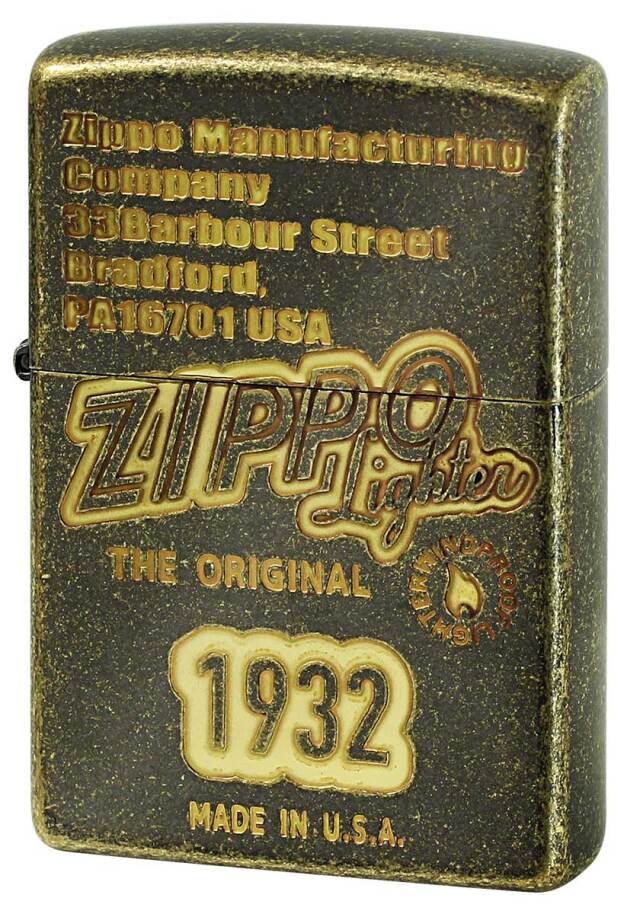 Zippo Manufacturing
Company
33Barbour Street
Bradford,
PA16701 USA
ZIPPO
Lighter
THE ORIGINAL
WINDPROOF LIGHTER
1932
MADE IN U.S.A.